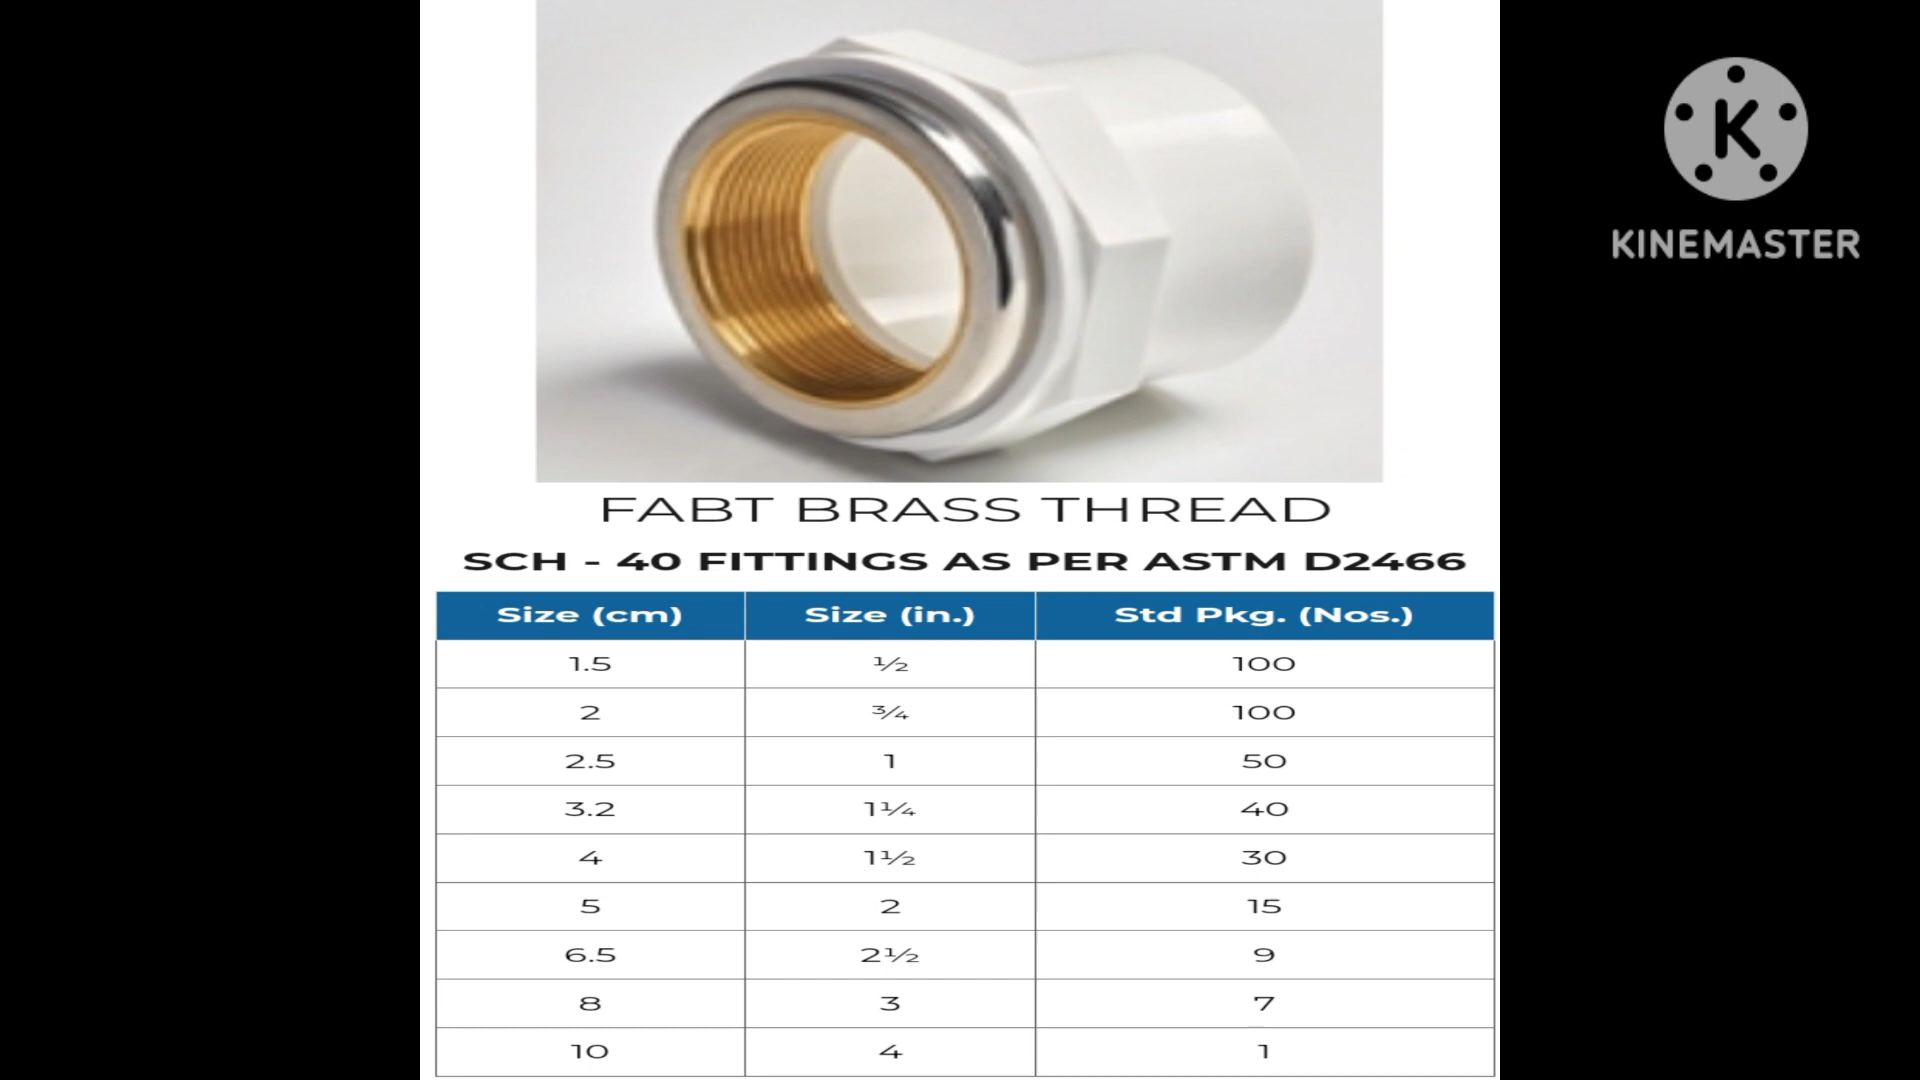 K
KINEMASTER
FABT BRASS THREAD
SCH - 40 FITTINGS AS PER ASTM D2466
Size (cm) Size (in.) Std Pkg. (Nos.)
1.5 ½ 100
2 ¾ 100
2.5 1 50
3.2 1¼ 40
4 1½ 30
5 2 15
6.5 2½ 9
8 3 7
10 4 1